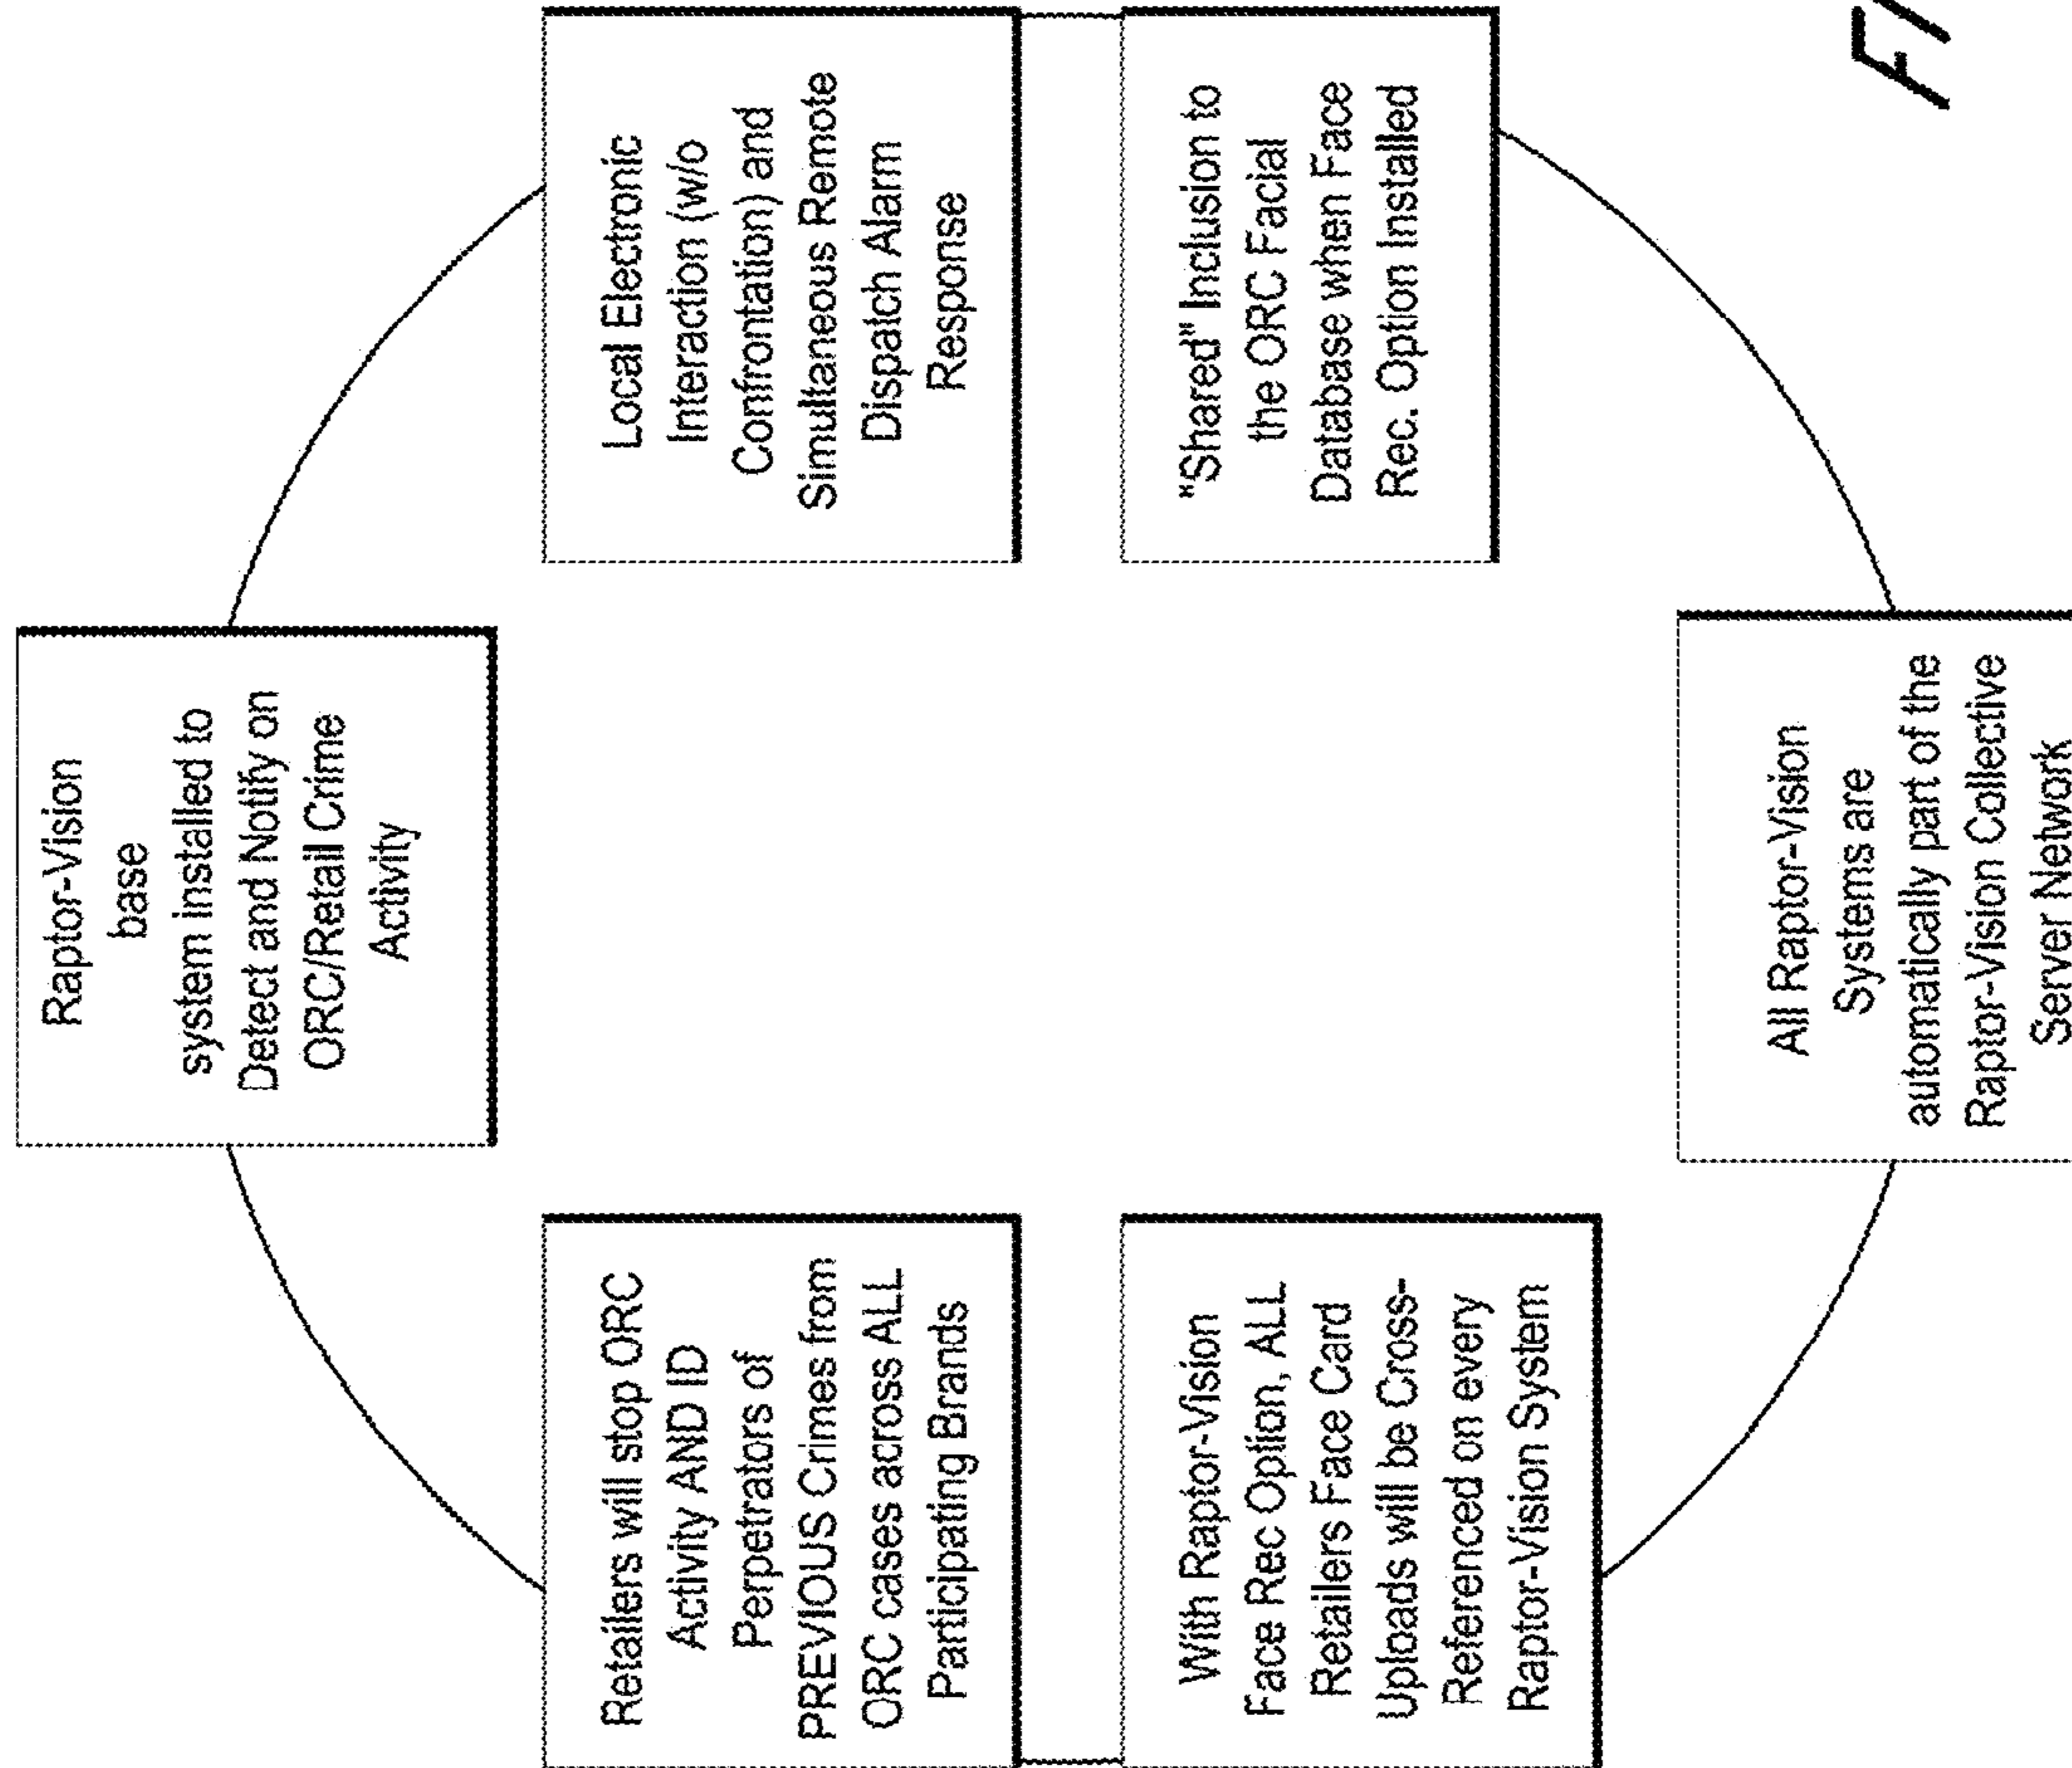 Raptor-Vision
base
system installed to
Detect and Notify on
ORC/Retail Crime
Activity
Local Electronic
Interaction (w/o
Confrontation) and
Simultaneous Remote
Dispatch Alarm
Response
"Shared" Inclusion to
the ORC Facial
Database when Face
Rec. Option Installed
All Raptor-Vision
Systems are
automatically part of the
Raptor-Vision Collective
Server Network
With Raptor-Vision
Face Rec Option, ALL
Retailers Face Card
Uploads will be Cross-
Referenced on every
Raptor-Vision System
Retailers will stop ORC
Activity AND ID
Perpetrators of
PREVIOUS Crimes from
ORC cases across ALL
Participating Brands